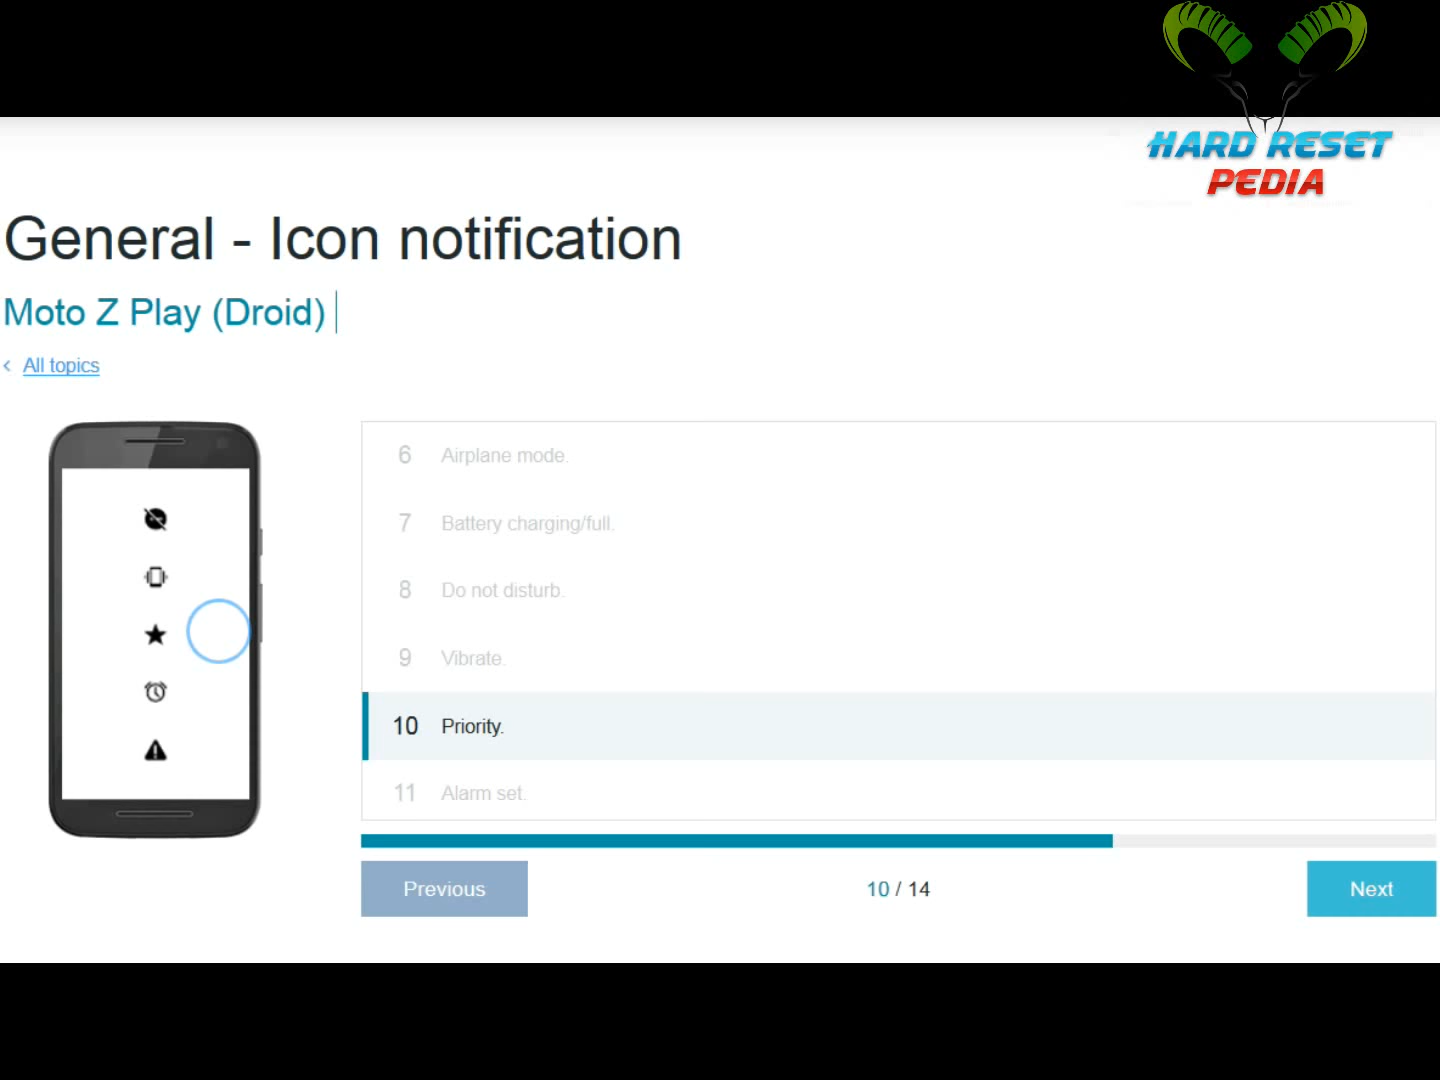 HARD RESET
PEDIA
General - Icon notification
Moto Z Play (Droid)
All topics
6 Airplane mode.
7 Battery charging/full.
8 Do not disturb.
9 Vibrate.
10 Priority.
11 Alarm set.
Previous
10 / 14
Next